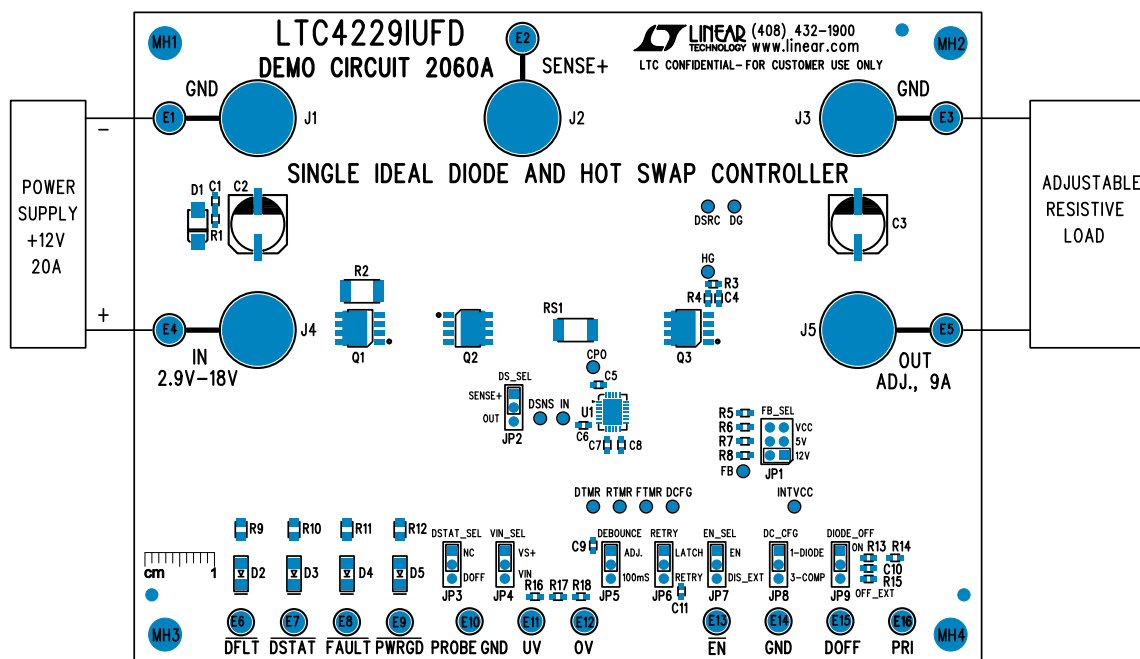 MH1
LTC4229IUFD
E2
LINEAR
TECHNOLOGY
(408) 432-1900
www.linear.com
MH2
DEMO CIRCUIT 2060A
SENSE+
LTC CONFIDENTIAL-FOR CUSTOMER USE ONLY
GND
GND
E1
J1
J2
J3
E3
-
SINGLE IDEAL DIODE AND HOT SWAP CONTROLLER
POWER
SUPPLY
+12V
20A
ADJUSTABLE
RESISTIVE
LOAD
D1
C1
C2
R1
DSRC
DG
C3
HG
R3
R4
C4
R2
RS1
+
E4
J4
Q1
Q2
Q3
J5
E5
IN
2.9V-18V
OUT
ADJ., 9A
CPO
C5
DS_SEL
SENSE+
OUT
JP2
DSNS
IN
U1
C6
C7
C8
R5
R6
R7
R8
FB
FB_SEL
VCC
5V
12V
JP1
DTMR
RTMR
FTMR
DCFG
INTVCC
R9
R10
R11
R12
DSTAT_SEL
NC
DOFF
JP3
VIN_SEL
VS+
VIN
JP4
C9
DEBOUNCE
ADJ.
100mS
JP5
RETRY
LATCH
RETRY
JP6
C11
EN_SEL
EN
DIS_EXT
JP7
DC_CFG
1-DIODE
3-COMP
JP8
DIODE_OFF
ON
OFF_EXT
JP9
R13
R14
C10
R15
cm
1
D2
D3
D4
D5
R16
R17
R18
MH3
E6
E7
E8
E9
E10
E11
E12
E13
E14
E15
E16
MH4
DFLT
DSTAT
FAULT
PWRGD
PROBE GND
UV
OV
EN
GND
DOFF
PRI